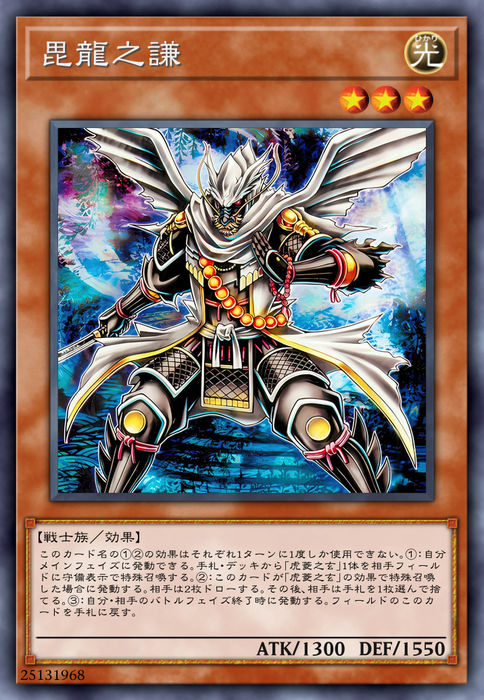 毘龍之謙
ひかり
光
【戦士族／効果】
このカード名の①②の効果はそれぞれ1ターンに1度しか使用できない。①:自分
メインフェイズに発動できる。手札・デッキから「虎菱之玄」1体を相手フィール
ドに守備表示で特殊召喚する。②:このカードが「虎菱之玄」の効果で特殊召喚
した場合に発動する。相手は2枚ドローする。その後、相手は手札を1枚選んで捨
てる。③:自分・相手のバトルフェイズ終了時に発動する。フィールドのこのカー
ドを手札に戻す。
ATK/1300 DEF/1550
25131968